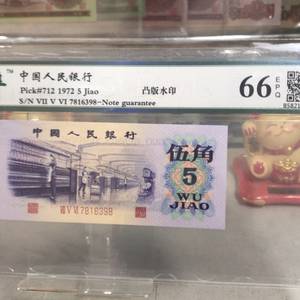 ™
中国人民银行
Pick#712 1972 5 Jiao
凸版水印
S/N VII V VI 7816398-Note guarantee
66 EPQ
中国人民银行
伍角
5
WU
JIAO
Ⅶ Ⅴ Ⅵ 7816398